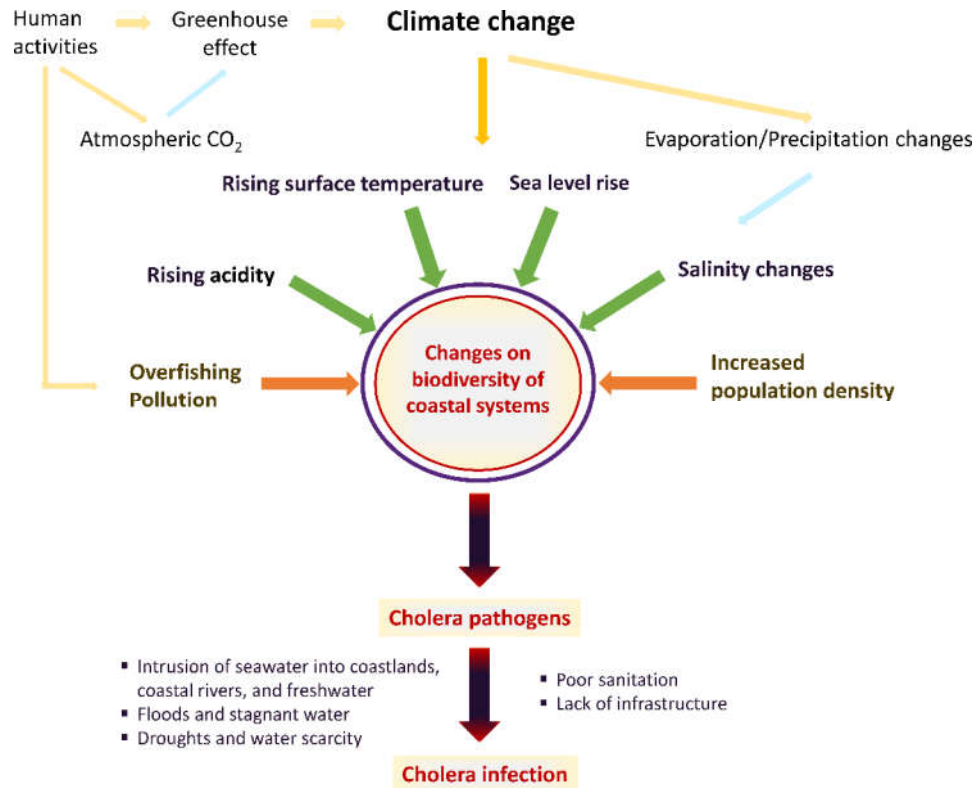 Human
activities
Greenhouse
effect
Climate change
Atmospheric CO₂
Evaporation/Precipitation changes
Rising surface temperature
Sea level rise
Rising acidity
Salinity changes
Changes on
biodiversity of
coastal systems
Overfishing
Pollution
Increased
population density
Cholera pathogens
▪ Intrusion of seawater into coastlands,
coastal rivers, and freshwater
▪ Floods and stagnant water
▪ Droughts and water scarcity
▪ Poor sanitation
▪ Lack of infrastructure
Cholera infection